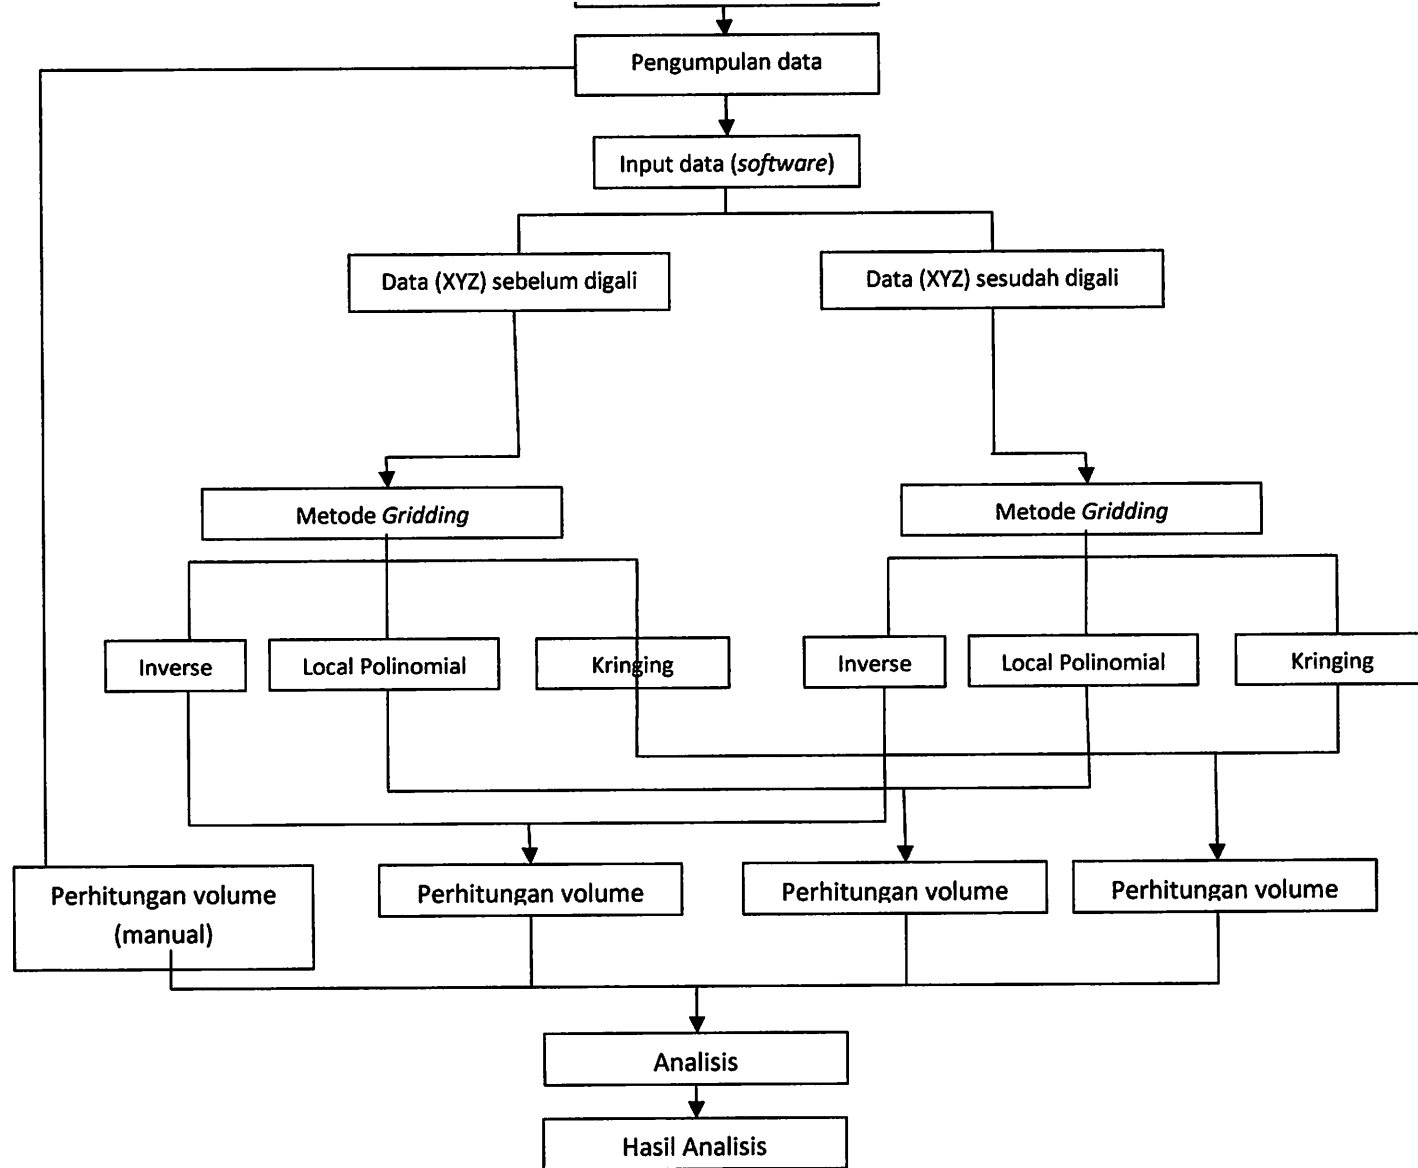 Pengumpulan data
Input data (software)
Data (XYZ) sebelum digali
Data (XYZ) sesudah digali
Metode Gridding
Metode Gridding
Inverse
Local Polinomial
Kringing
Inverse
Local Polinomial
Kringing
Perhitungan volume
(manual)
Perhitungan volume
Perhitungan volume
Perhitungan volume
Analisis
Hasil Analisis